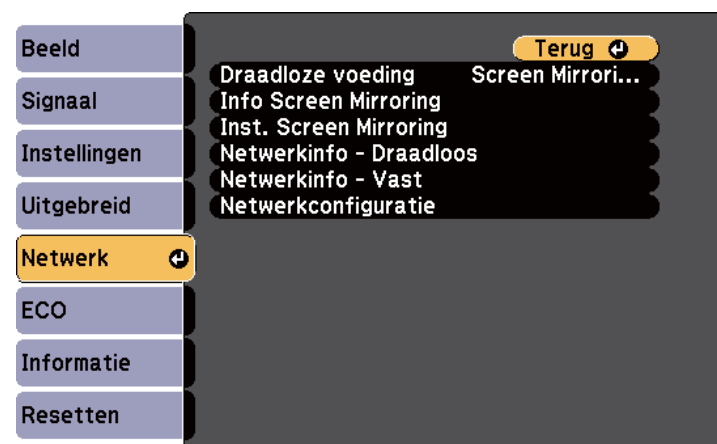 Beeld
Signaal
Instellingen
Uitgebreid
Netwerk
ECO
Informatie
Resetten
Terug
Draadloze voeding Screen Mirrori...
Info Screen Mirroring
Inst. Screen Mirroring
Netwerkinfo - Draadloos
Netwerkinfo - Vast
Netwerkconfiguratie